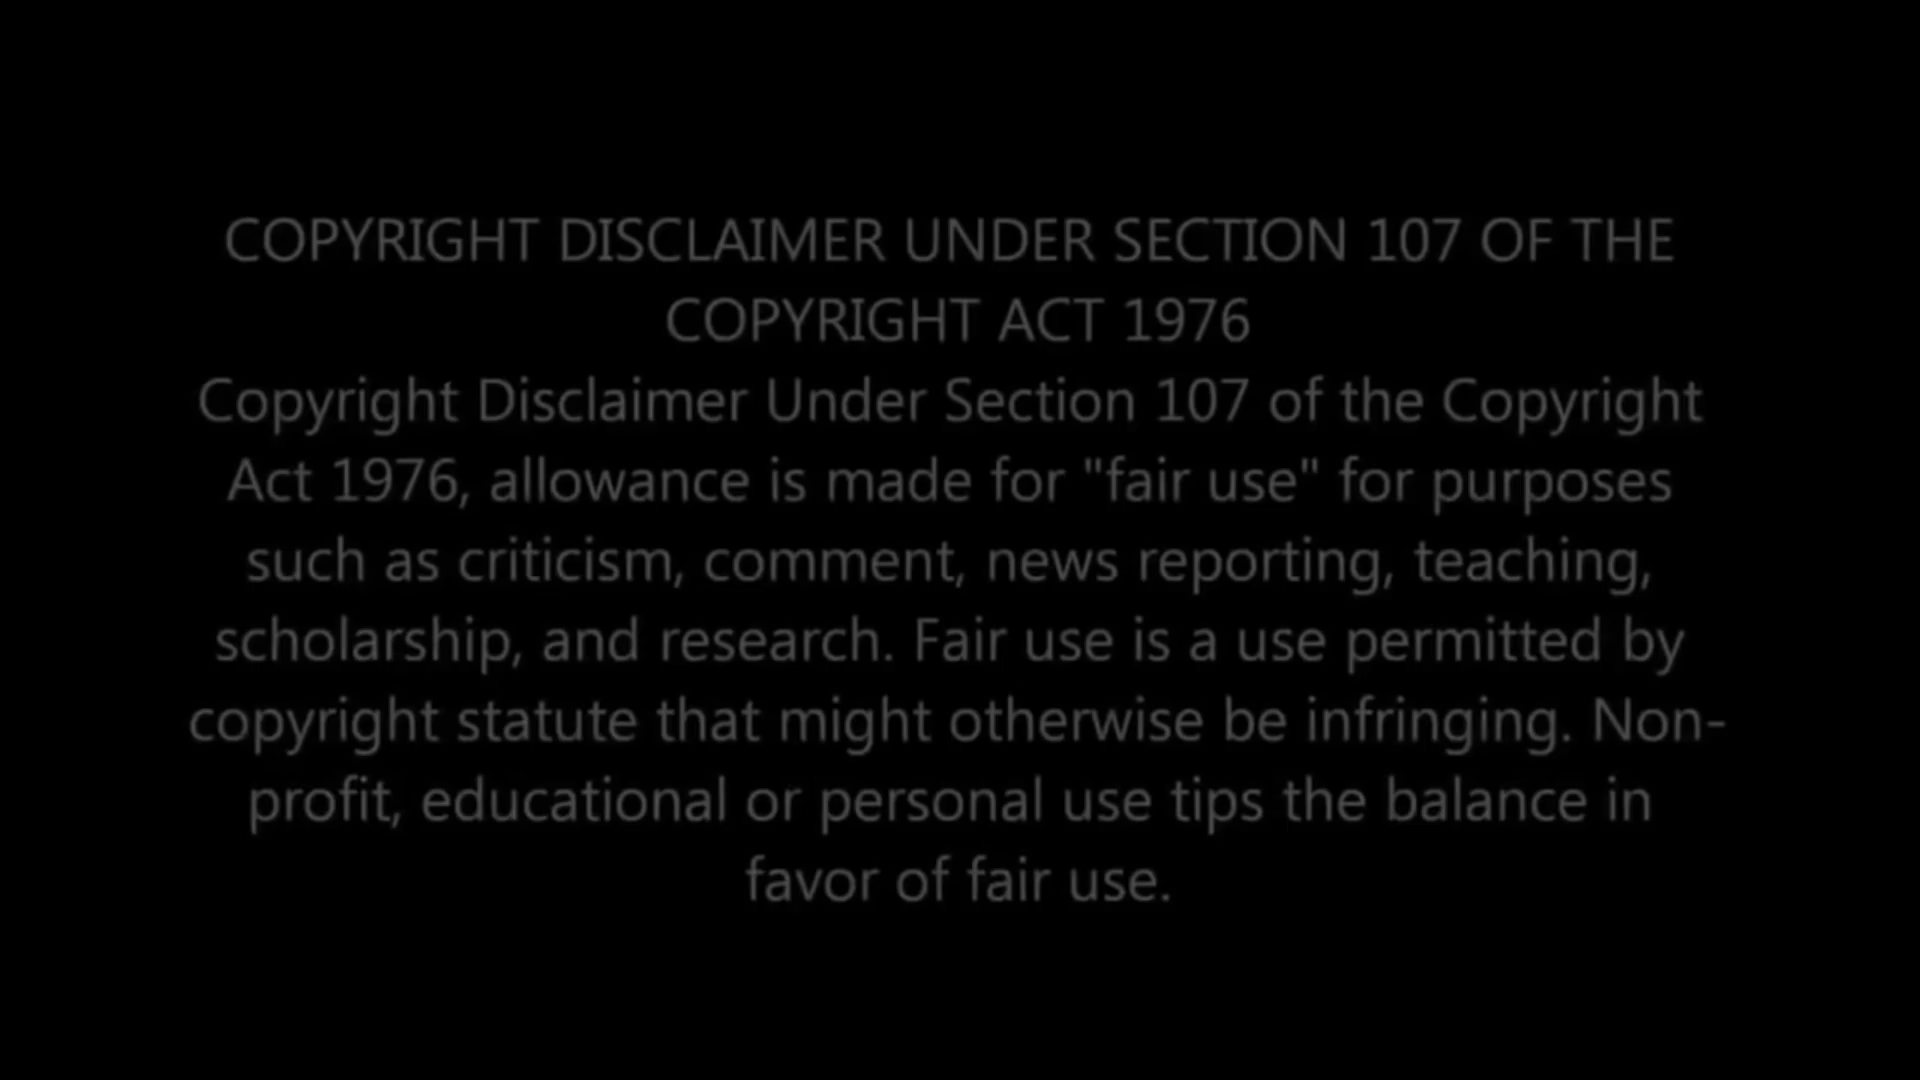 COPYRIGHT DISCLAIMER UNDER SECTION 107 OF THE
COPYRIGHT ACT 1976
Copyright Disclaimer Under Section 107 of the Copyright
Act 1976, allowance is made for "fair use" for purposes
such as criticism, comment, news reporting, teaching,
scholarship, and research. Fair use is a use permitted by
copyright statute that might otherwise be infringing. Non-
profit, educational or personal use tips the balance in
favor of fair use.